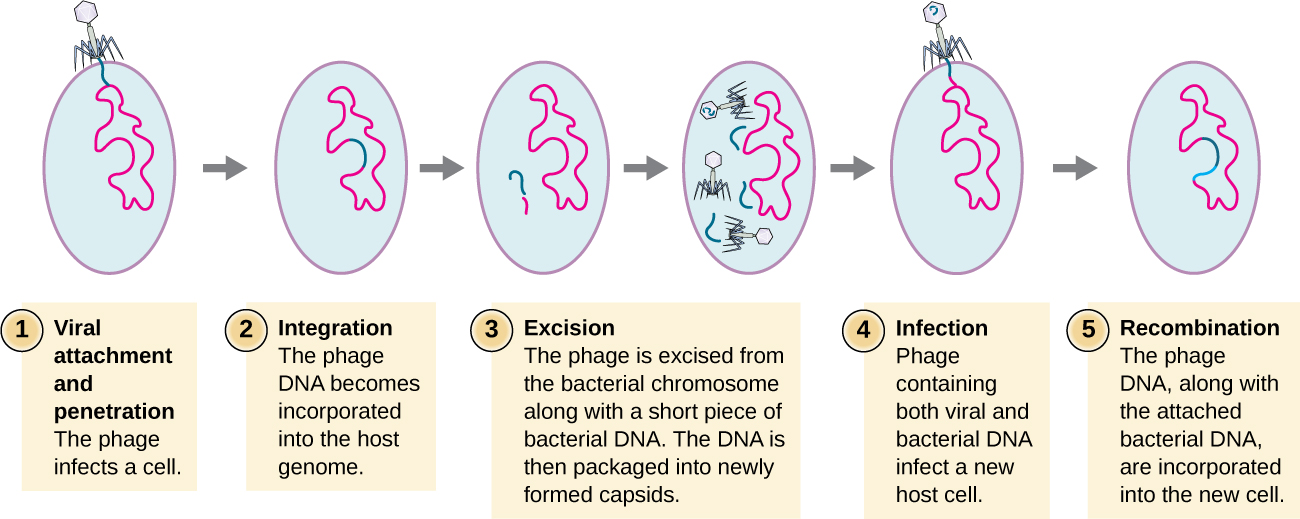 1
Viral
attachment
and
penetration
The phage
infects a cell.
2
Integration
The phage
DNA becomes
incorporated
into the host
genome.
3
Excision
The phage is excised from
the bacterial chromosome
along with a short piece of
bacterial DNA. The DNA is
then packaged into newly
formed capsids.
4
Infection
Phage
containing
both viral and
bacterial DNA
infect a new
host cell.
5
Recombination
The phage
DNA, along with
the attached
bacterial DNA,
are incorporated
into the new cell.